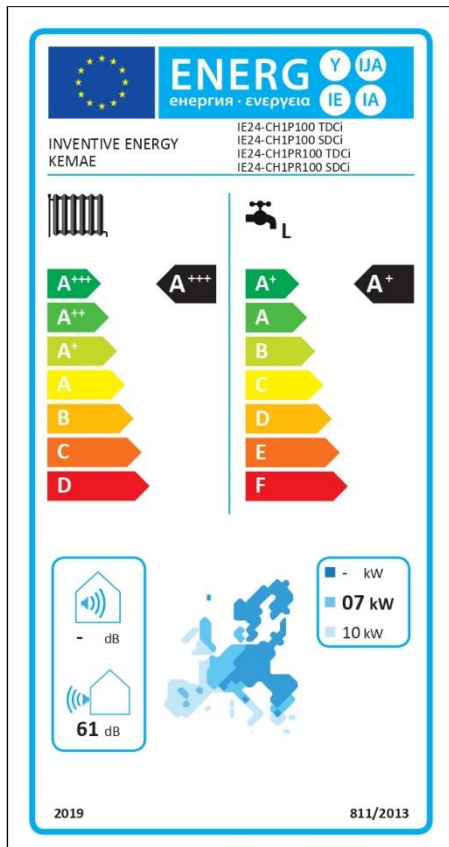 ENERG Y IJA
енергия · ενεργεια IE IA
INVENTIVE ENERGY
KEMAE
IE24-CH1P100 TDCi
IE24-CH1P100 SDCi
IE24-CH1PR100 TDCi
IE24-CH1PR100 SDCi
L
A+++ A+++
A++
A+
A
B
C
D
A+ A+
A
B
C
D
E
F
- dB
61 dB
- kW
07 kW
10 kW
2019 811/2013